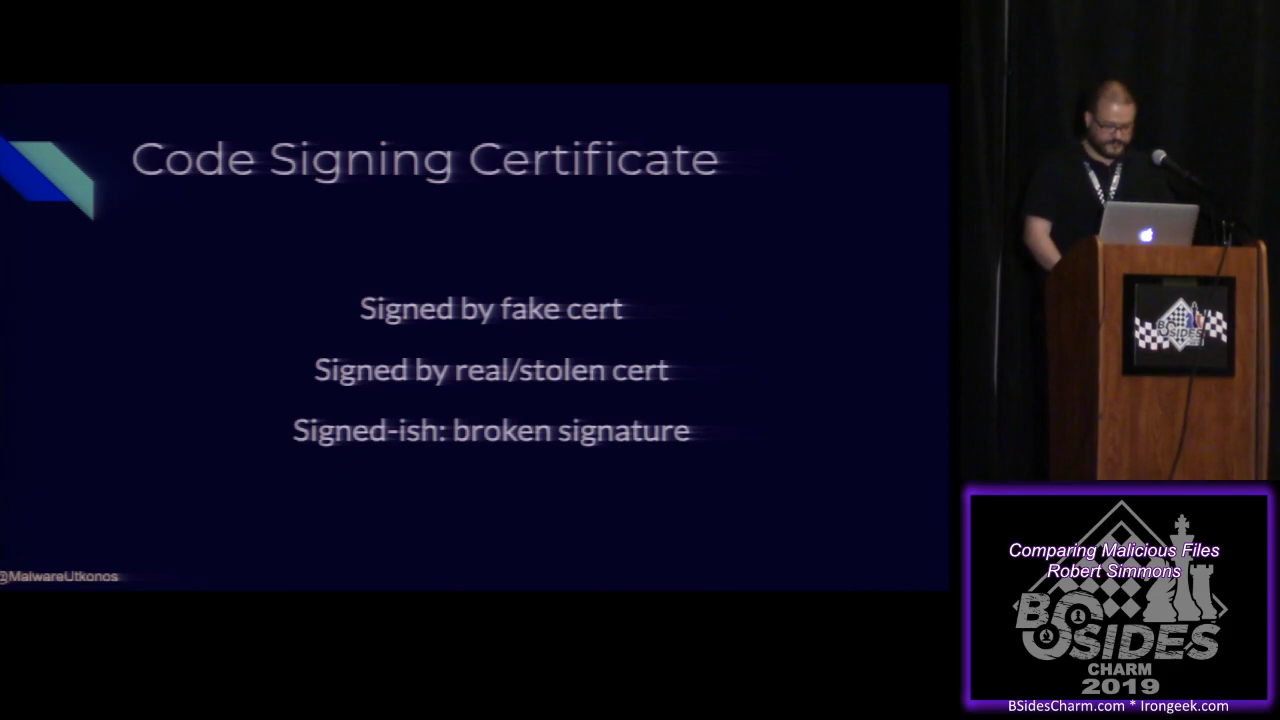 Code Signing Certificate
Signed by fake cert
Signed by real/stolen cert
Signed-ish: broken signature
@MalwareUtkonos
BSIDES
Comparing Malicious Files
Robert Simmons
BSIDES
CHARM
2019
BSidesCharm.com * Irongeek.com